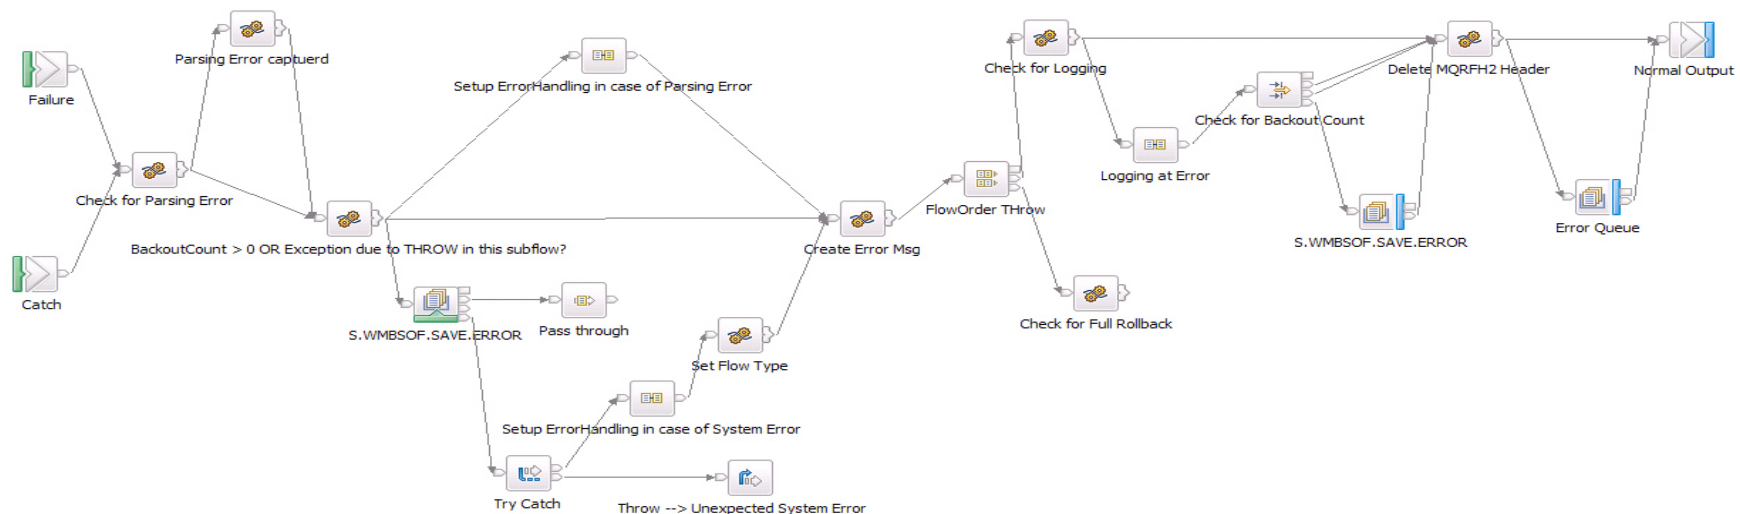 Parsing Error captuerd
Failure
Setup ErrorHandling in case of Parsing Error
Check for Logging
Delete MQRFH2 Header
Normal Output
Check for Backout Count
Check for Parsing Error
Logging at Error
FlowOrder THrow
BackoutCount > 0 OR Exception due to THROW in this subflow?
Create Error Msg
S.WMBSOF.SAVE.ERROR
Error Queue
Catch
S.WMBSOF.SAVE.ERROR
Pass through
Check for Full Rollback
Set Flow Type
Setup ErrorHandling in case of System Error
Try Catch
Throw --> Unexpected System Error